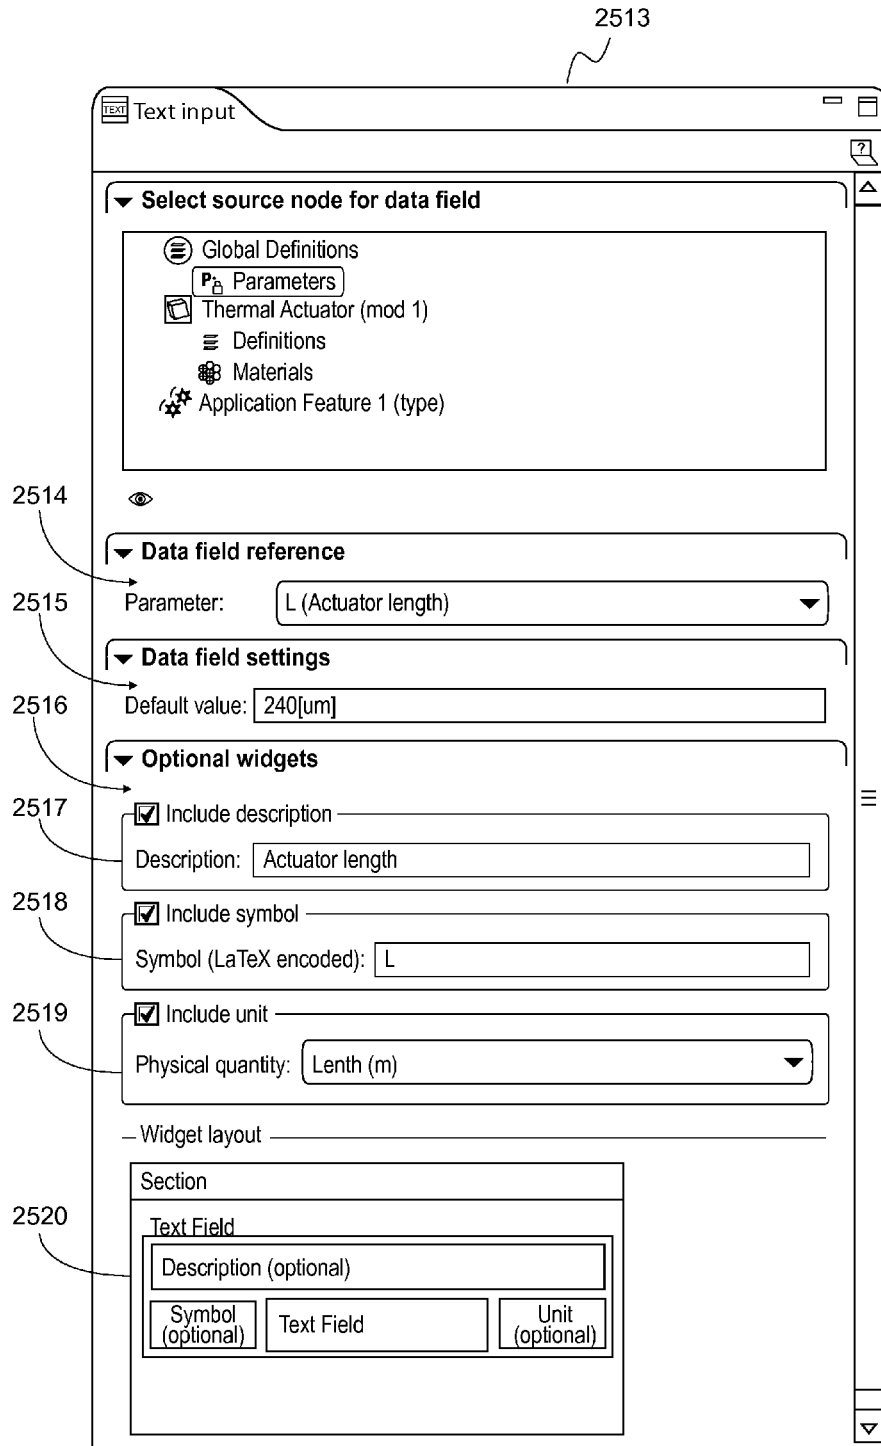 2513
TEXT Text input
?
Select source node for data field
Global Definitions
P Parameters
Thermal Actuator (mod 1)
Definitions
Materials
Application Feature 1 (type)
2514
Data field reference
Parameter: L (Actuator length)
2515
Data field settings
Default value: 240[um]
2516
Optional widgets
2517
Include description
Description: Actuator length
2518
Include symbol
Symbol (LaTeX encoded): L
2519
Include unit
Physical quantity: Lenth (m)
Widget layout
Section
2520
Text Field
Description (optional)
Symbol (optional) Text Field Unit (optional)